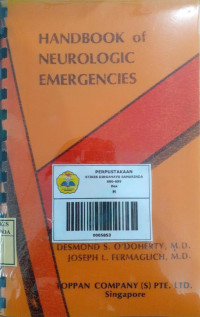 HANDBOOK of
NEUROLOGIC
EMERGENCIES
PERPUSTAKAAN
DESMOND S. O'DOHERTY, M.D.
JOSEPH L. FERMAGLICH, M.D.
TOPPAN COMPANY (S) PTE. LTD.
Singapore